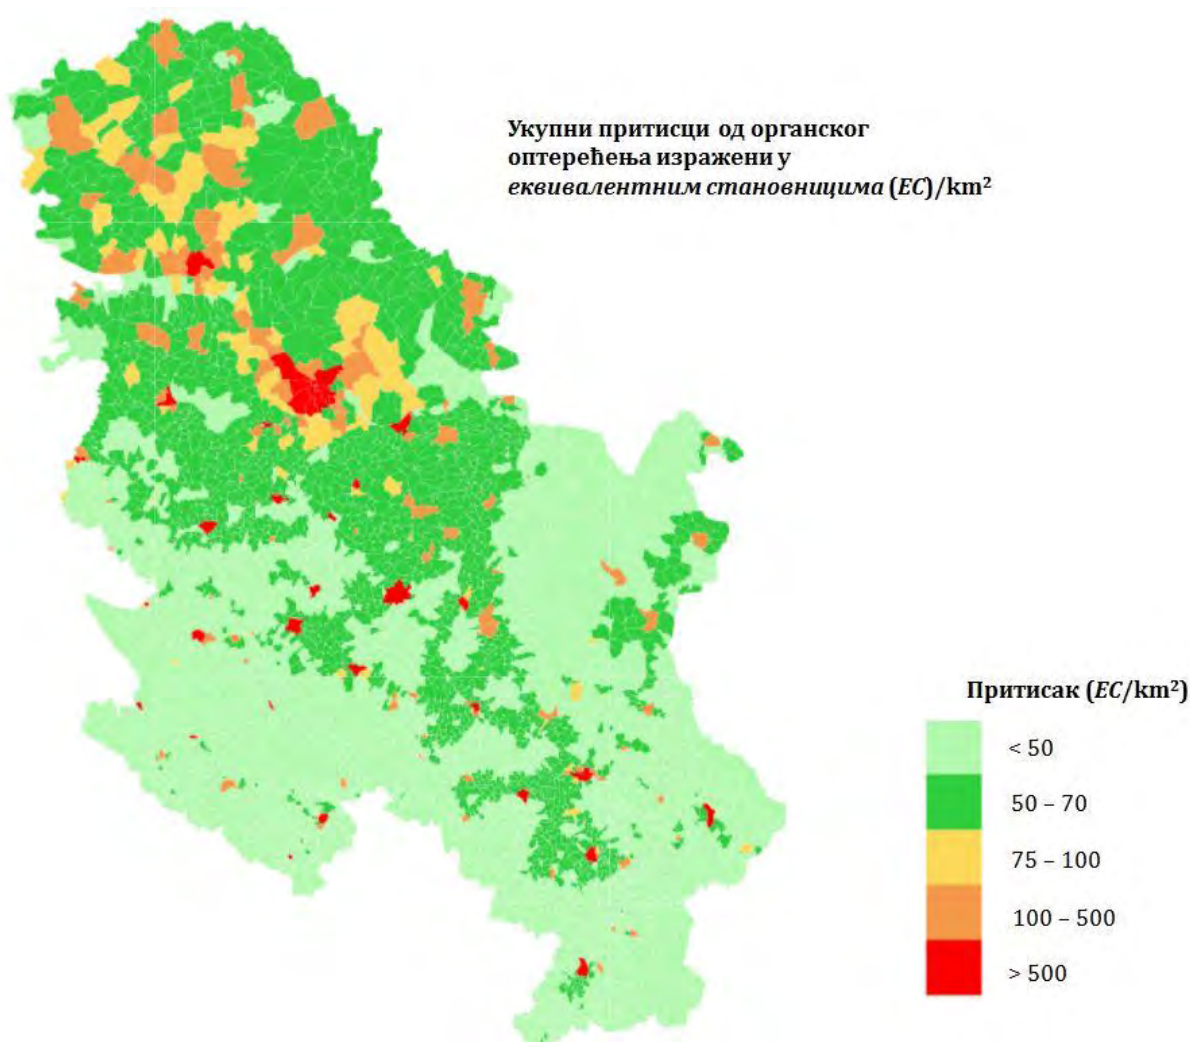 Укупни притисци од органског
оптерећења изражени у
еквивалентним становницима (ЕС)/km²
Притисак (ЕС/km²)
< 50
50 – 70
75 – 100
100 – 500
> 500